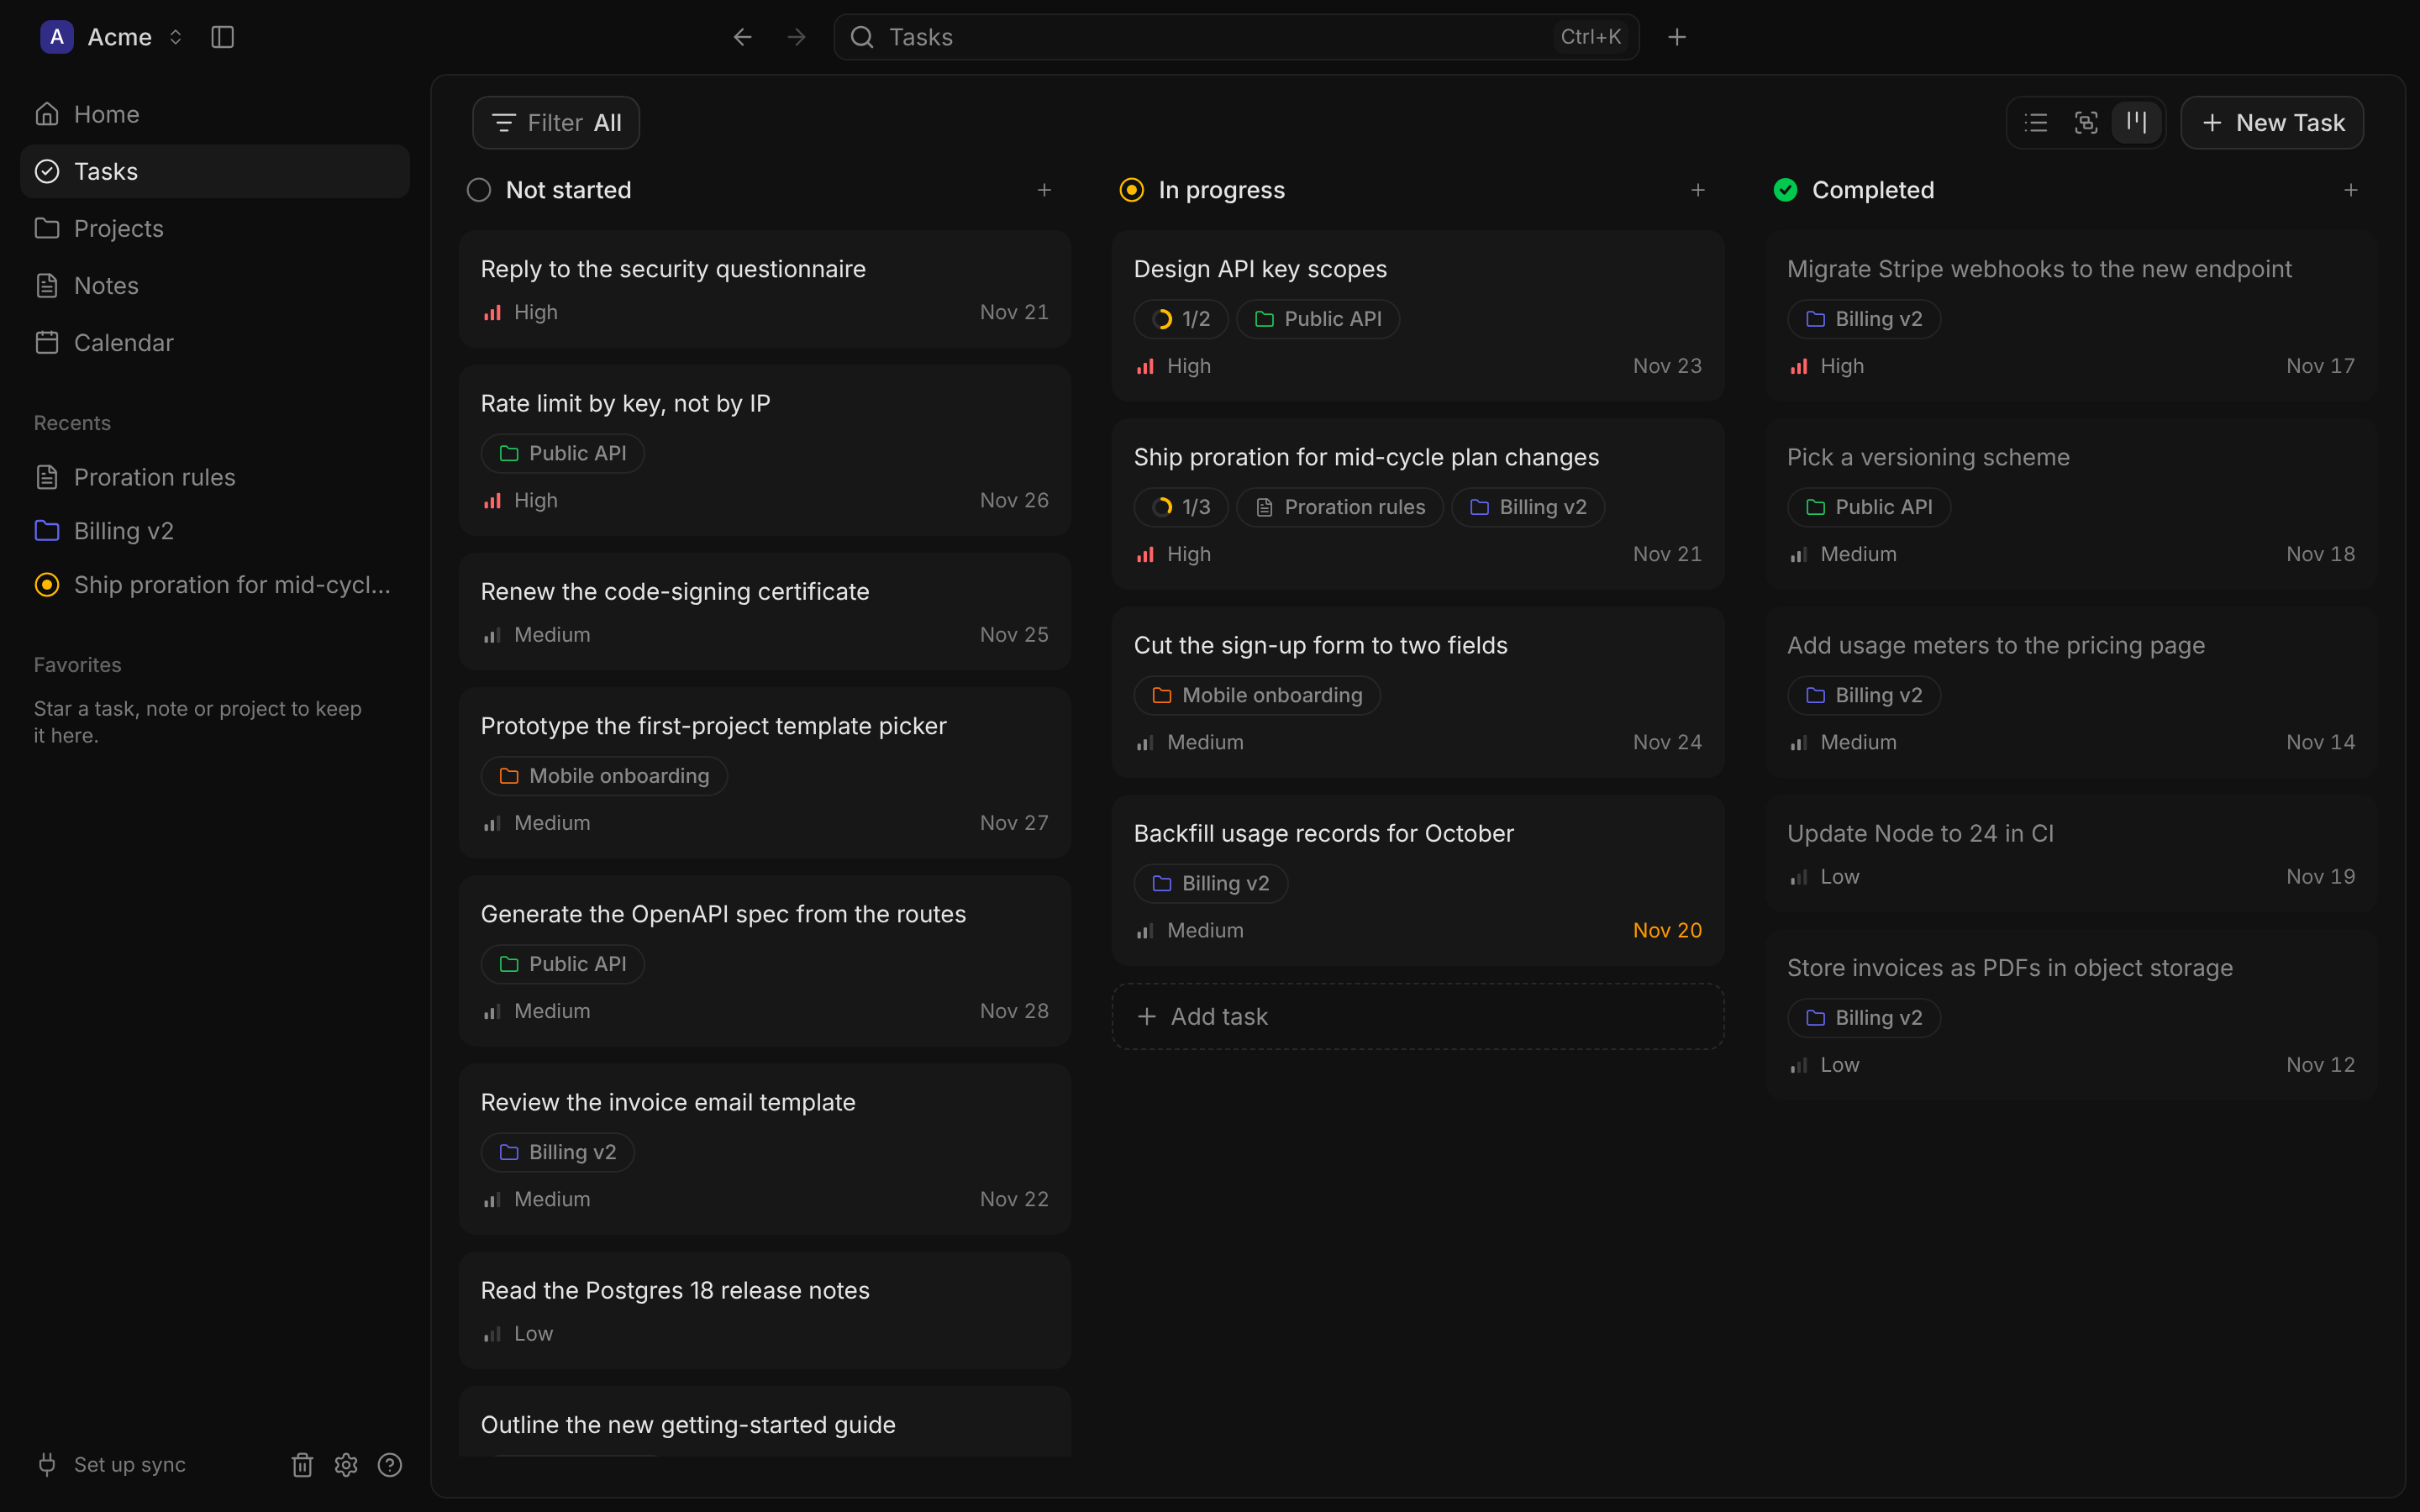 A Acme
Tasks
Ctrl+K
Home
Tasks
Projects
Notes
Calendar
Recents
Proration rules
Billing v2
Ship proration for mid-cycl...
Favorites
Star a task, note or project to keep
it here.
Set up sync
Filter All
New Task
Not started
Reply to the security questionnaire
High Nov 21
Rate limit by key, not by IP
Public API
High Nov 26
Renew the code-signing certificate
Medium Nov 25
Prototype the first-project template picker
Mobile onboarding
Medium Nov 27
Generate the OpenAPI spec from the routes
Public API
Medium Nov 28
Review the invoice email template
Billing v2
Medium Nov 22
Read the Postgres 18 release notes
Low
Outline the new getting-started guide
In progress
Design API key scopes
1/2 Public API
High Nov 23
Ship proration for mid-cycle plan changes
1/3 Proration rules Billing v2
High Nov 21
Cut the sign-up form to two fields
Mobile onboarding
Medium Nov 24
Backfill usage records for October
Billing v2
Medium Nov 20
Add task
Completed
Migrate Stripe webhooks to the new endpoint
Billing v2
High Nov 17
Pick a versioning scheme
Public API
Medium Nov 18
Add usage meters to the pricing page
Billing v2
Medium Nov 14
Update Node to 24 in CI
Low Nov 19
Store invoices as PDFs in object storage
Billing v2
Low Nov 12